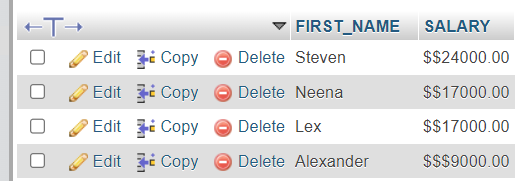 FIRST_NAME SALARY
Edit Copy Delete Steven $$24000.00
Edit Copy Delete Neena $$17000.00
Edit Copy Delete Lex $$17000.00
Edit Copy Delete Alexander $$$9000.00